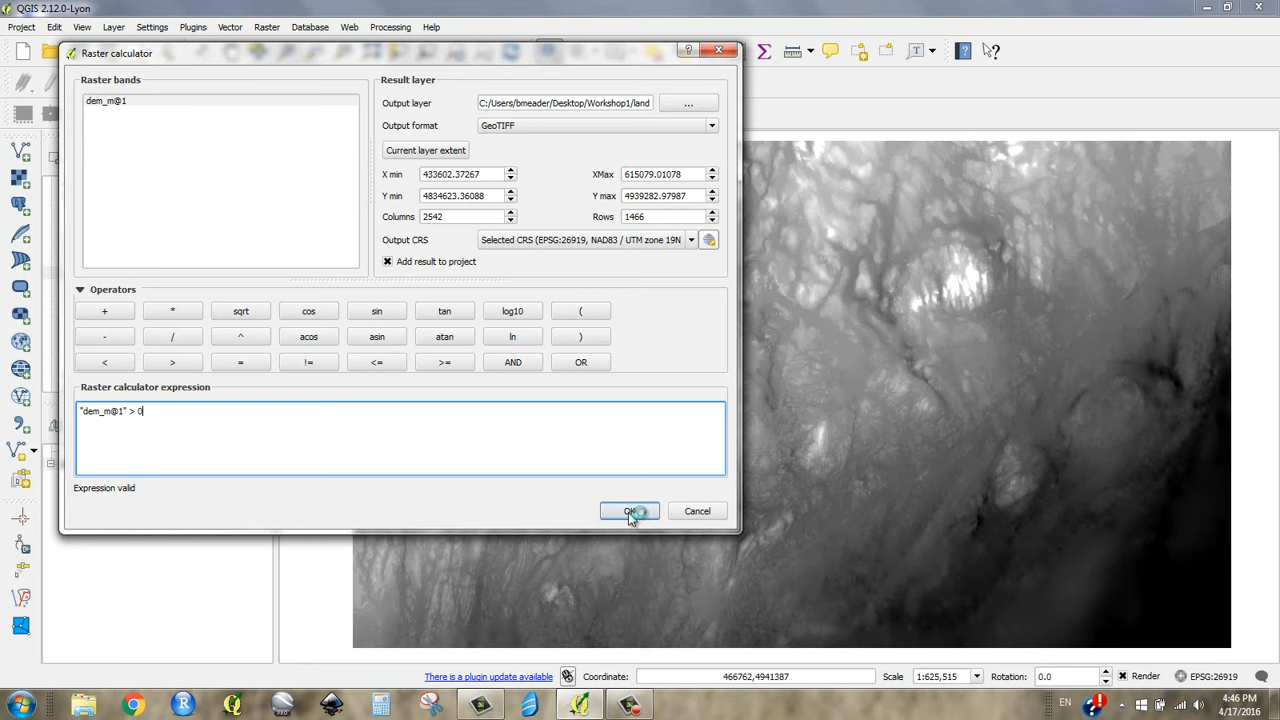 QGIS 2.12.0-Lyon
Project Edit View Layer Settings Plugins Vector Raster Database Web Processing Help
Raster calculator
Raster bands
dem_m@1
Result layer
Output layer C:/Users/bmeader/Desktop/Workshop1/land ...
Output format GeoTIFF
Current layer extent
X min 433602.37267 XMax 615079.01078
Y min 4834623.36088 Y max 4939282.97987
Columns 2542 Rows 1466
Output CRS Selected CRS (EPSG:26919, NAD83 / UTM zone 19N
Add result to project
Operators
+ * sqrt cos sin tan log10 (
- / ^ acos asin atan ln )
< > = != <= >= AND OR
Raster calculator expression
"dem_m@1" > 0
Expression valid
Cancel
There is a plugin update available Coordinate: 466762,4941387 Scale 1:625,515 Rotation: 0.0 Render EPSG:26919
EN 4:46 PM
4/17/2016